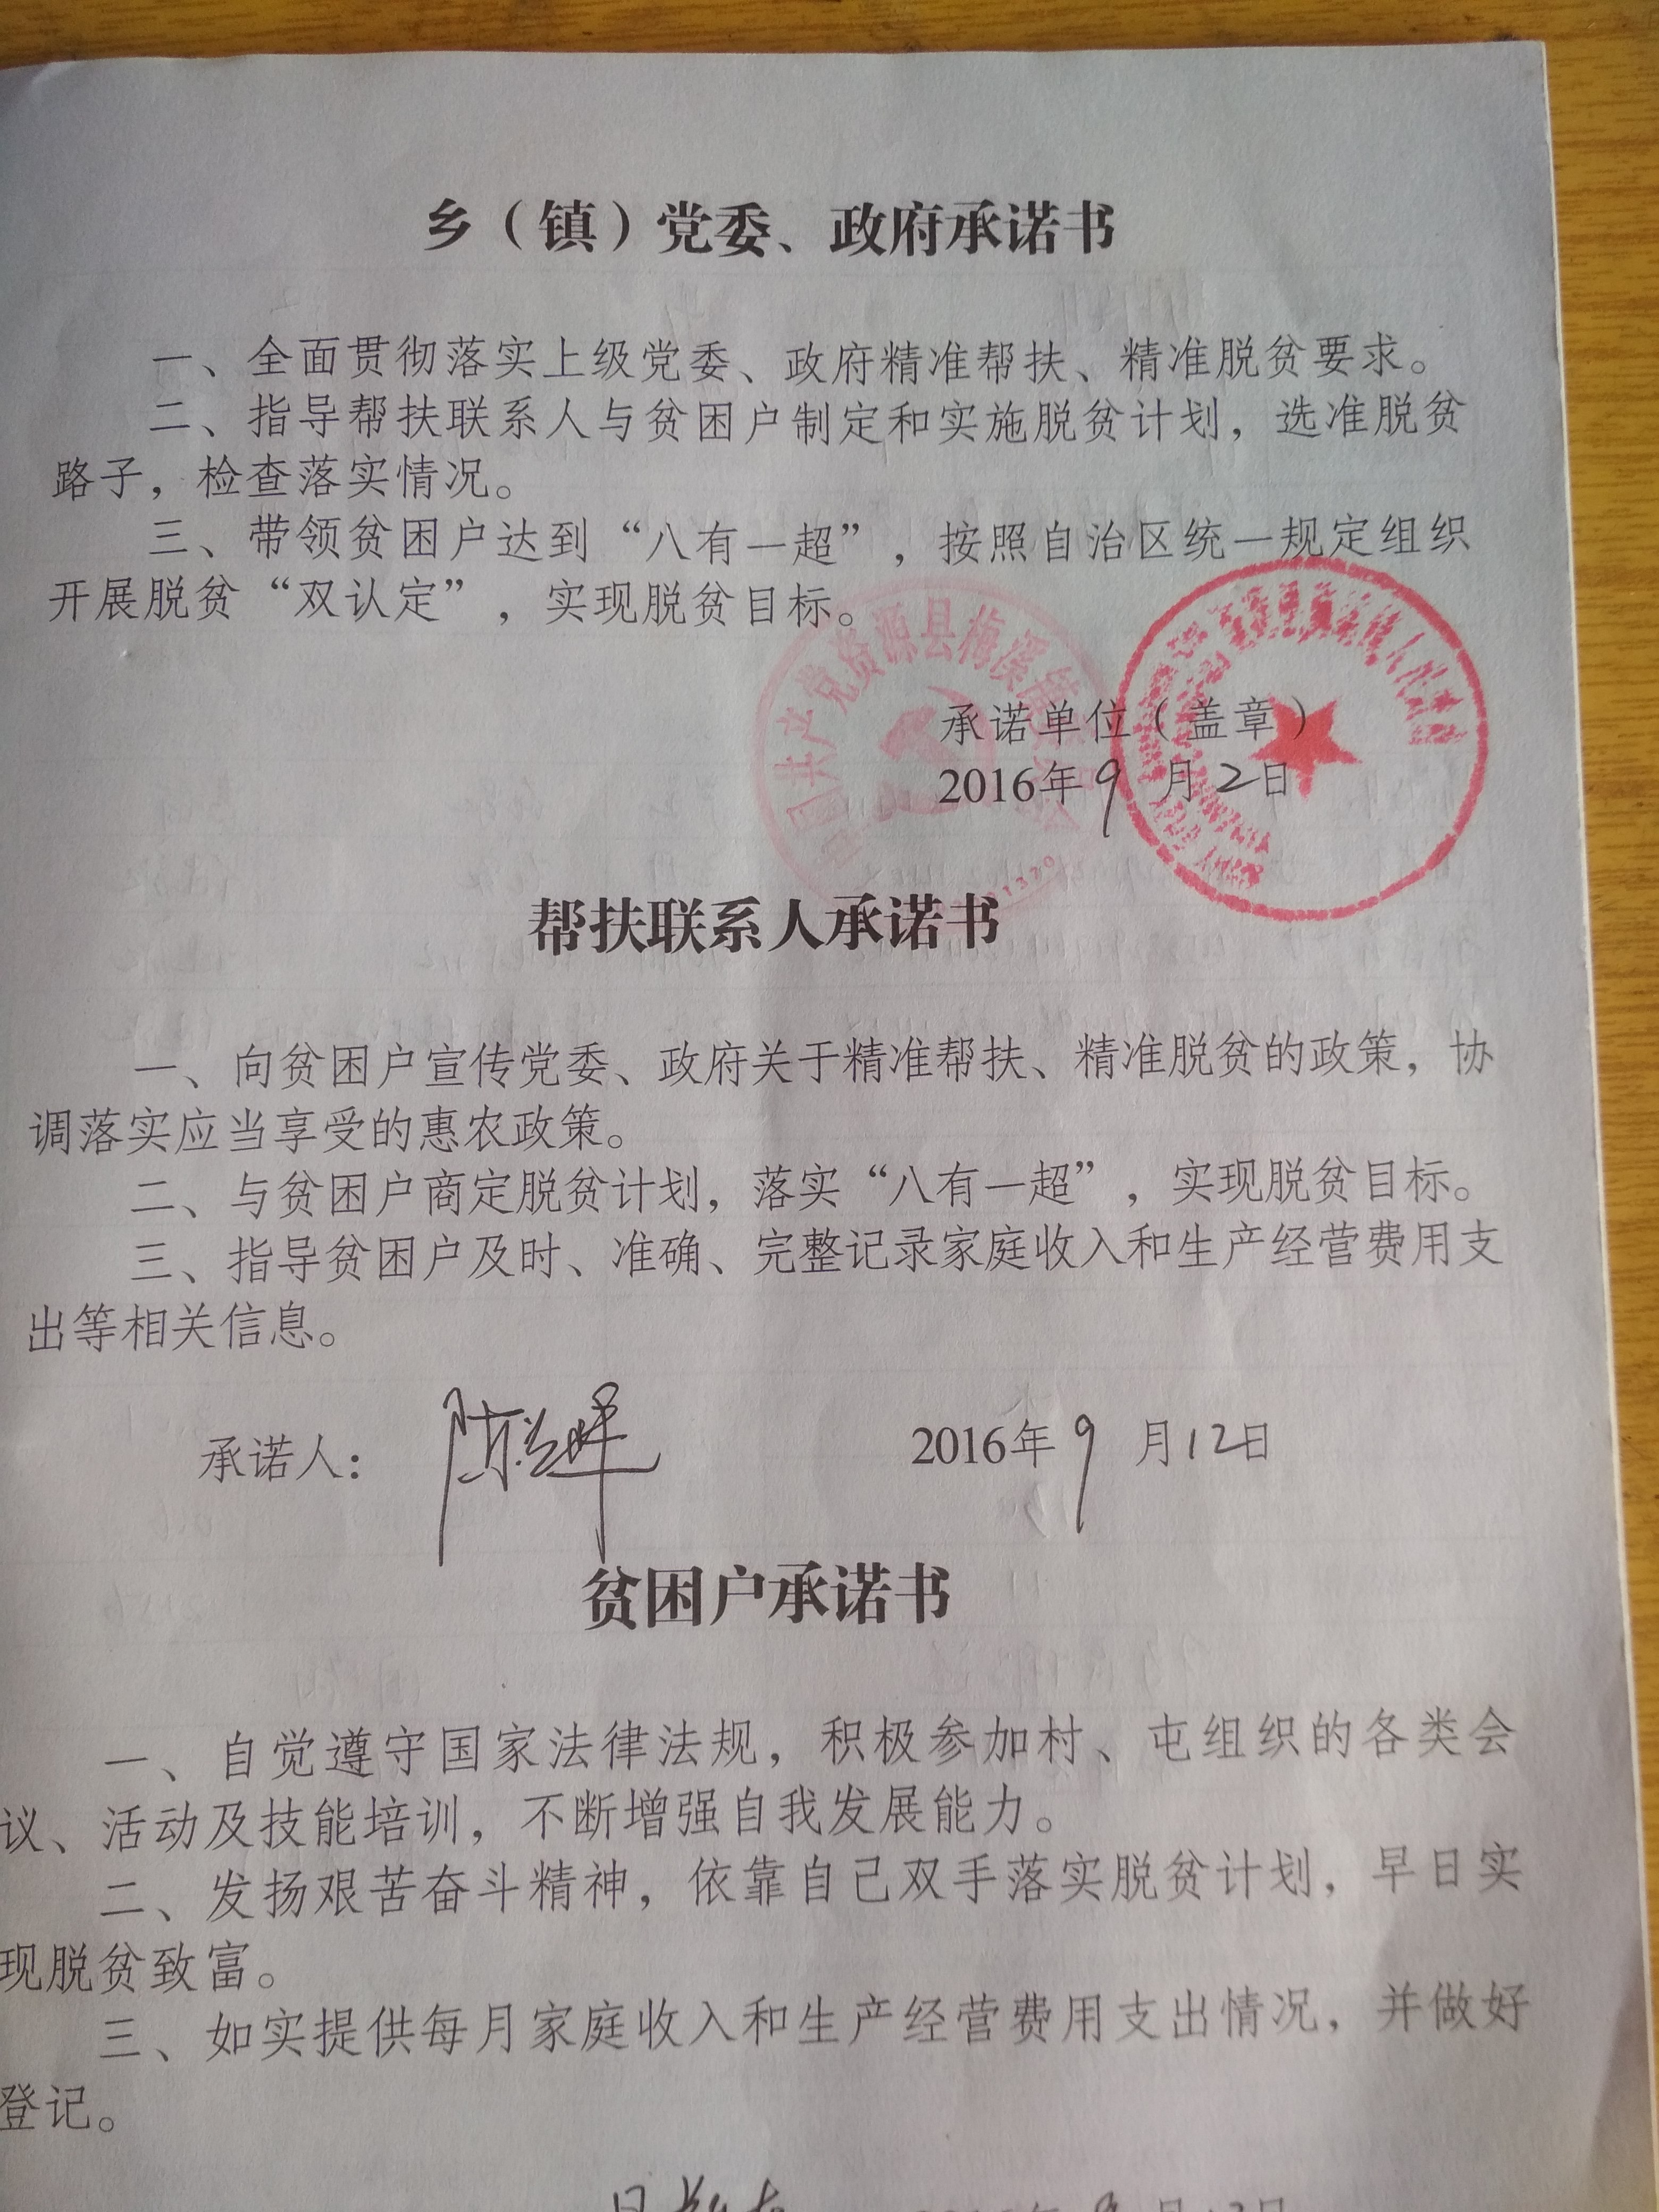 乡（镇）党委、政府承诺书
一、全面贯彻落实上级党委、政府精准帮扶、精准脱贫要求。
二、指导帮扶联系人与贫困户制定和实施脱贫计划，选准脱贫
路子，检查落实情况。
三、带领贫困户达到“八有一超”，按照自治区统一规定组织
开展脱贫“双认定”，实现脱贫目标。
中国共产党资源县梅溪镇
承诺单位（盖章）
2016年9月2日
帮扶联系人承诺书
一、向贫困户宣传党委、政府关于精准帮扶、精准脱贫的政策，协
调落实应当享受的惠农政策。
二、与贫困户商定脱贫计划，落实“八有一超”，实现脱贫目标。
三、指导贫困户及时、准确、完整记录家庭收入和生产经营费用支
出等相关信息。
承诺人： 2016年9月12日
贫困户承诺书
一、自觉遵守国家法律法规，积极参加村、屯组织的各类会
议、活动及技能培训，不断增强自我发展能力。
二、发扬艰苦奋斗精神，依靠自己双手落实脱贫计划，早日实
现脱贫致富。
三、如实提供每月家庭收入和生产经营费用支出情况，并做好
登记。